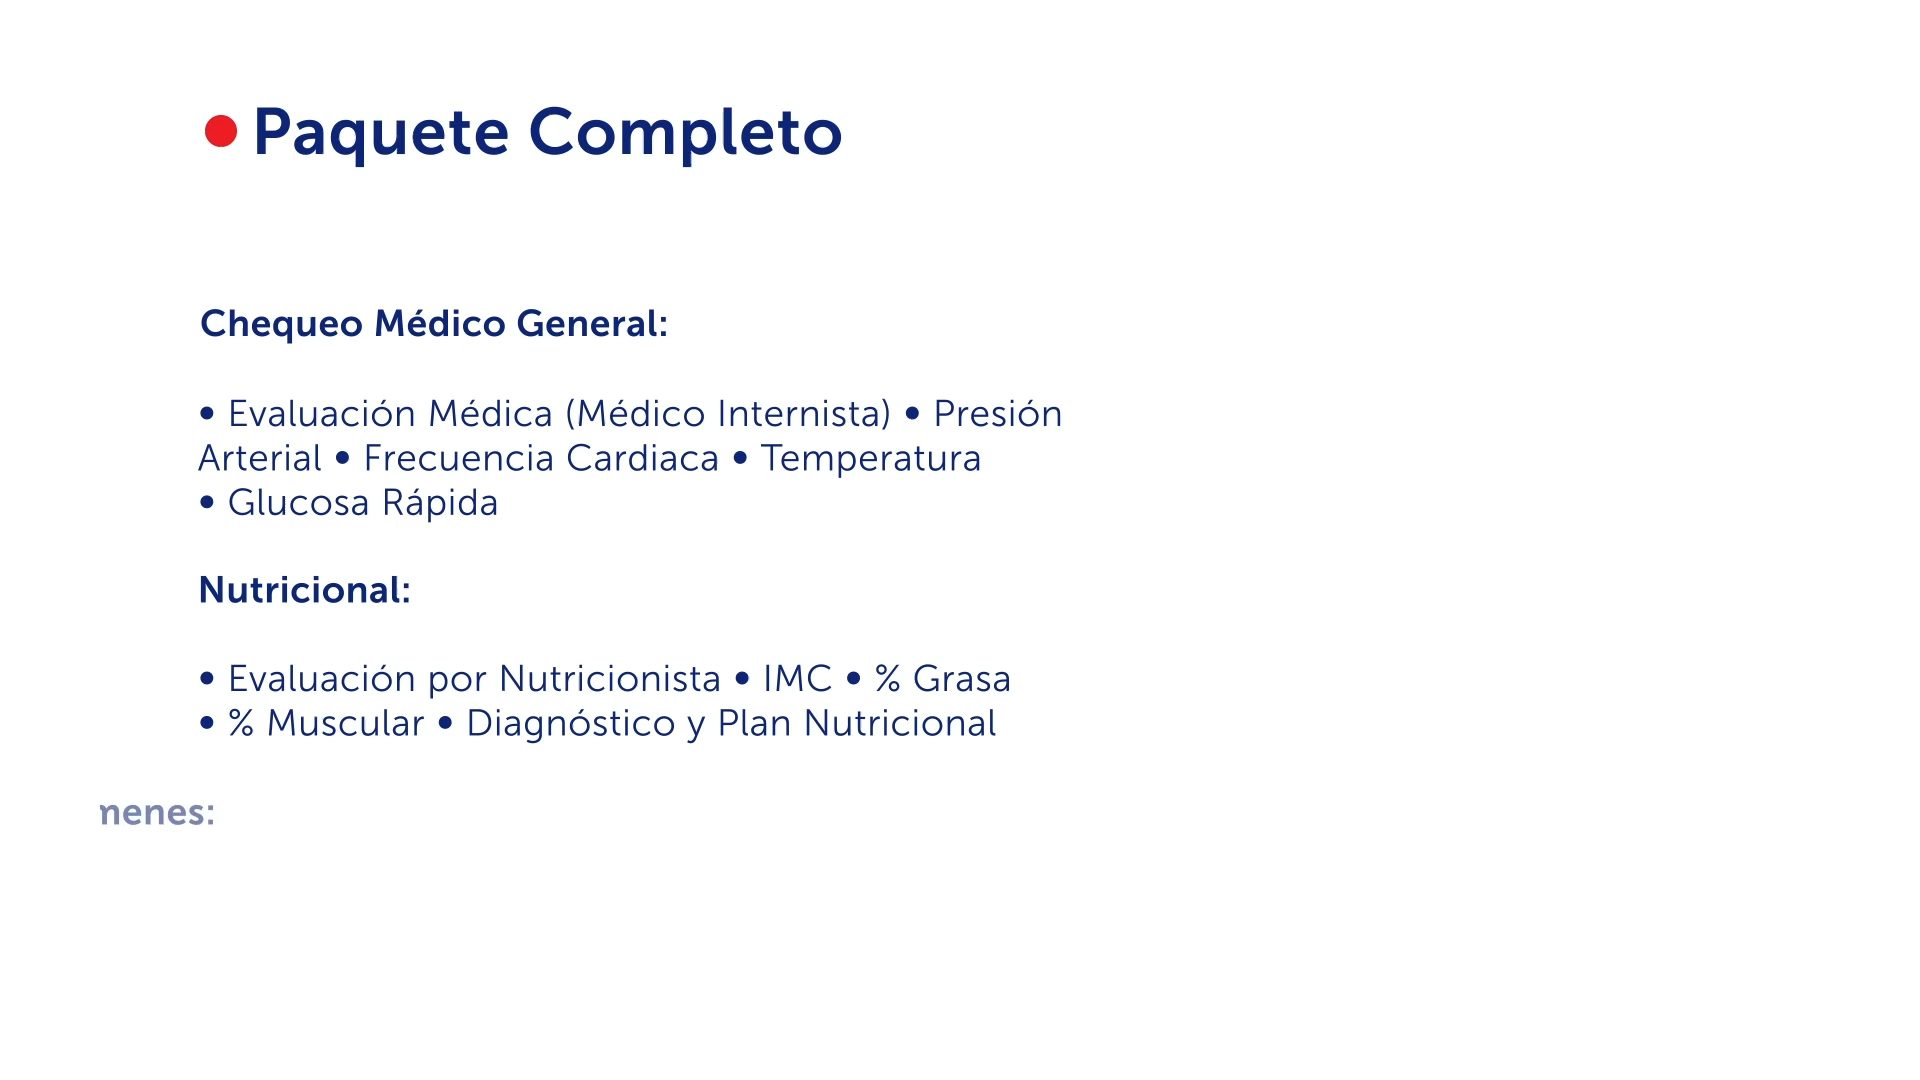 • Paquete Completo
Chequeo Médico General:
• Evaluación Médica (Médico Internista) • Presión
Arterial • Frecuencia Cardiaca • Temperatura
• Glucosa Rápida
Nutricional:
• Evaluación por Nutricionista • IMC • % Grasa
• % Muscular • Diagnóstico y Plan Nutricional